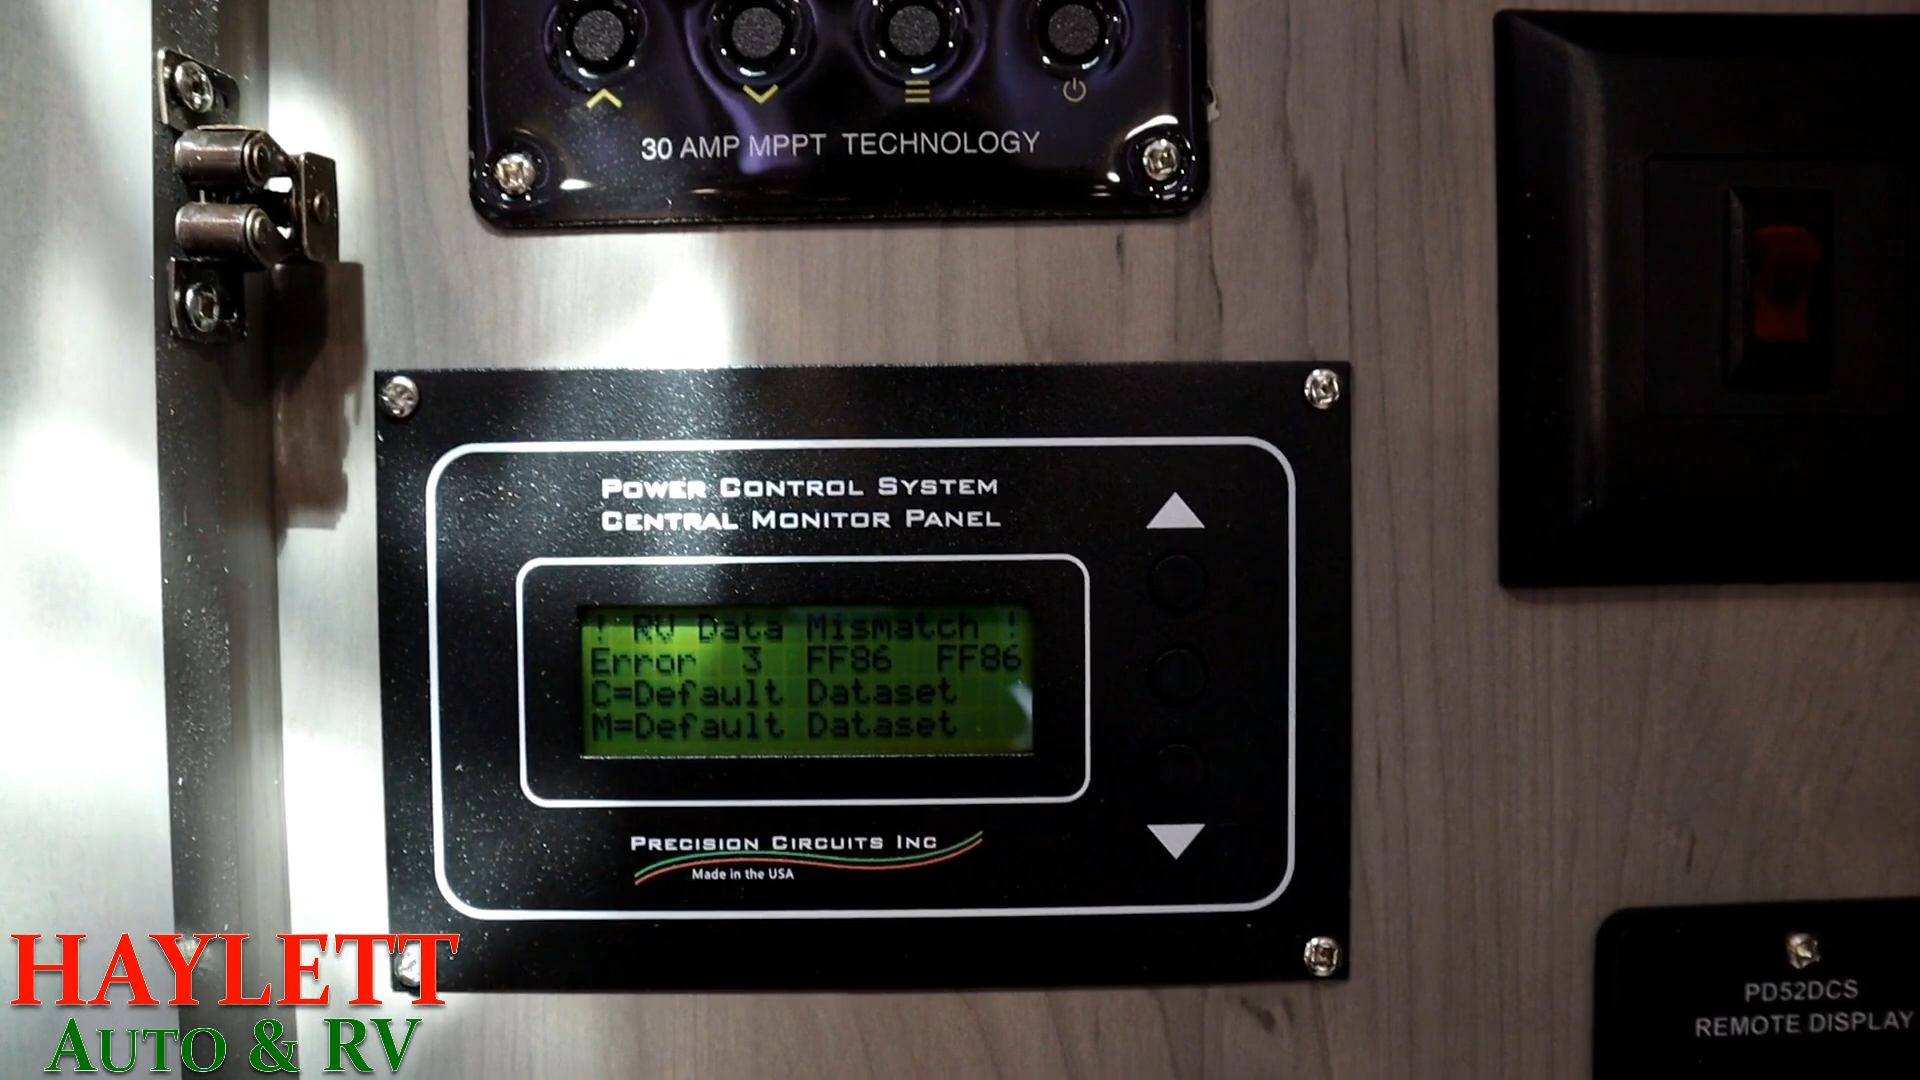 30 AMP MPPT TECHNOLOGY
POWER CONTROL SYSTEM
CENTRAL MONITOR PANEL
! RV Data Mismatch !
Error 3 FF86 FF86
C=Default Dataset
M=Default Dataset
PRECISION CIRCUITS INC
Made in the USA
PD52DCS
REMOTE DISPLAY
HAYLETT
AUTO & RV